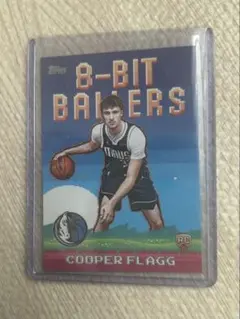 Topps
8-BIT
BALLERS
COOPER FLAGG